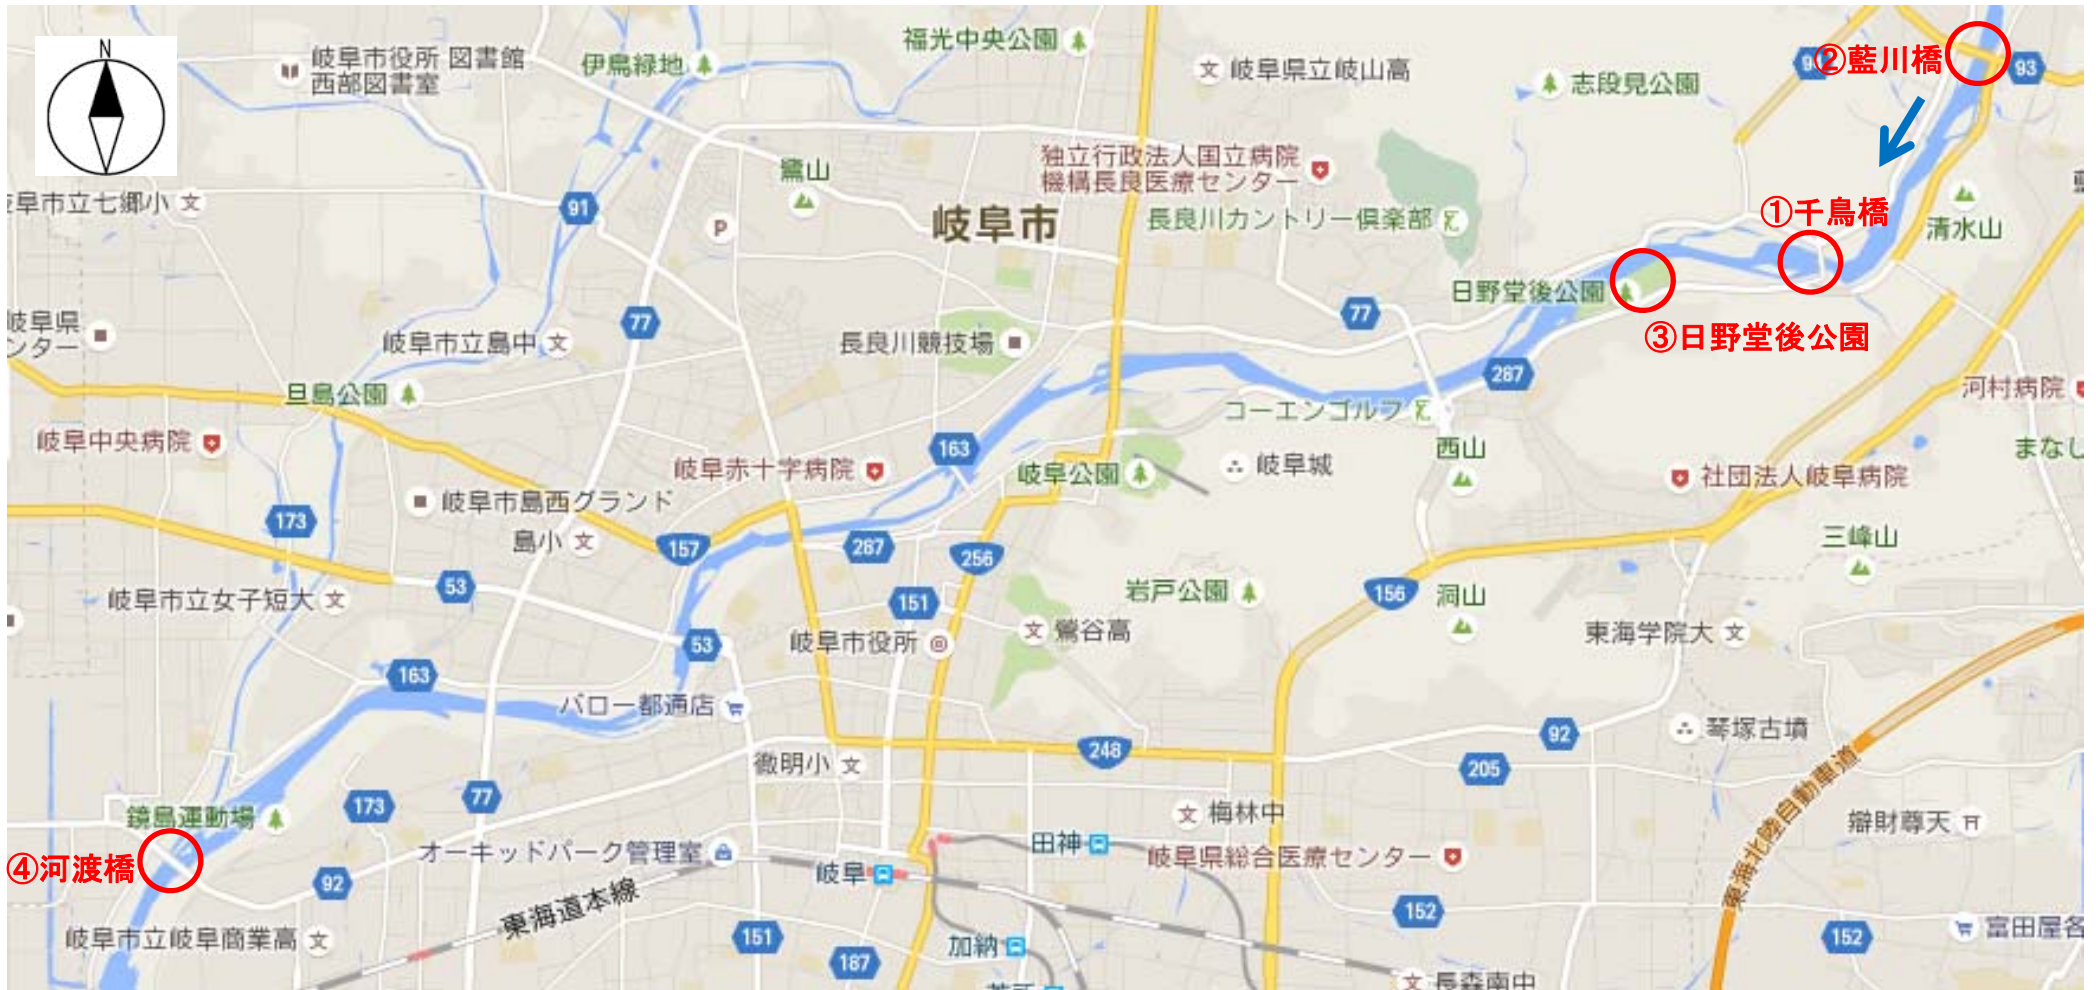 N
岐阜市役所 図書館
西部図書室
伊島緑地
福光中央公園
岐阜県立岐山高
志段見公園
②藍川橋
93
独立行政法人国立病院
機構長良医療センター
鷺山
岐阜市立七郷小
91
P
岐阜市
長良川カントリー倶楽部
①千鳥橋
清水山
日野堂後公園
77
77
③日野堂後公園
岐阜県
ンター
岐阜市立島中
長良川競技場
287
旦島公園
コーエンゴルフ
河村病院
岐阜中央病院
163
岐阜赤十字病院
岐阜公園
岐阜城
西山
まなし
社団法人岐阜病院
岐阜市島西グランド
173
島小
157
287
256
三峰山
岐阜市立女子短大
53
151
岩戸公園
156
洞山
53
岐阜市役所
鶯谷高
東海学院大
163
バロー都通店
92
琴塚古墳
248
徹明小
205
東海北陸自動車道
鏡島運動場
173
77
梅林中
辯財尊天
④河渡橋
オーキッドパーク管理室
田神
岐阜県総合医療センター
92
岐阜
東海道本線
152
岐阜市立岐阜商業高
151
187
加納
152
富田屋各
長森南中